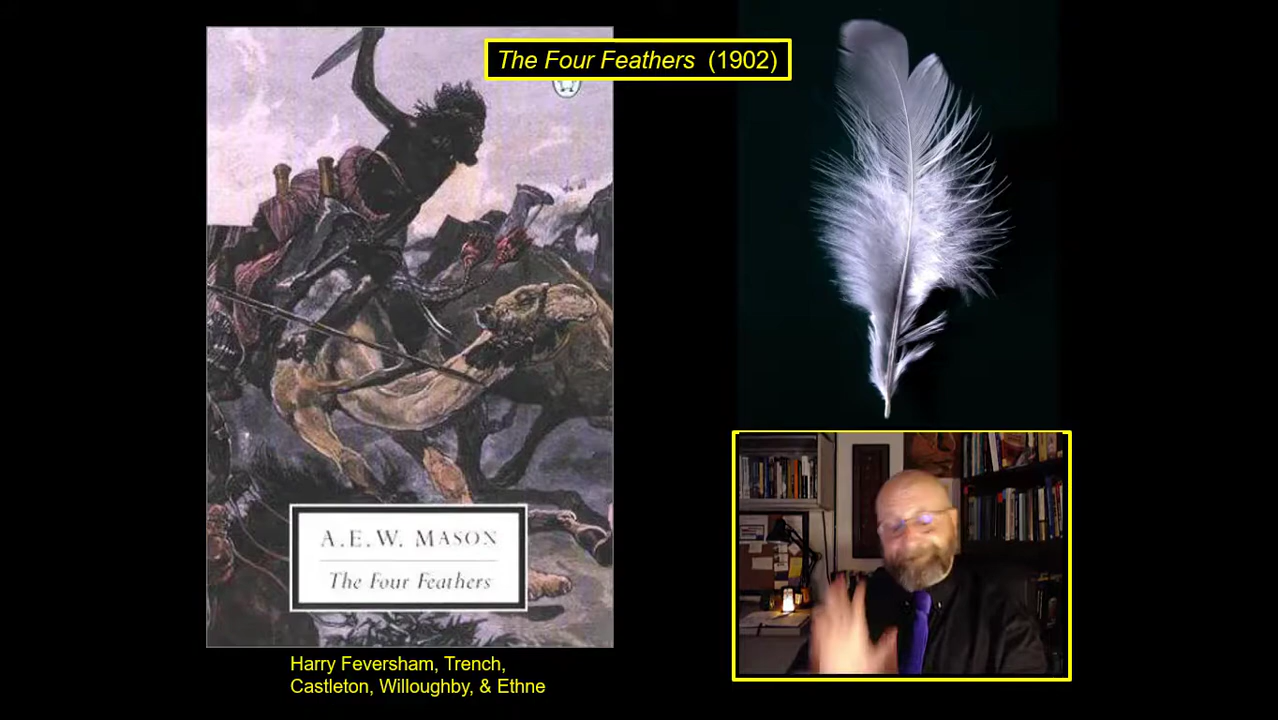 The Four Feathers (1902)
A.E.W. MASON
The Four Feathers
Harry Feversham, Trench,
Castleton, Willoughby, & Ethne